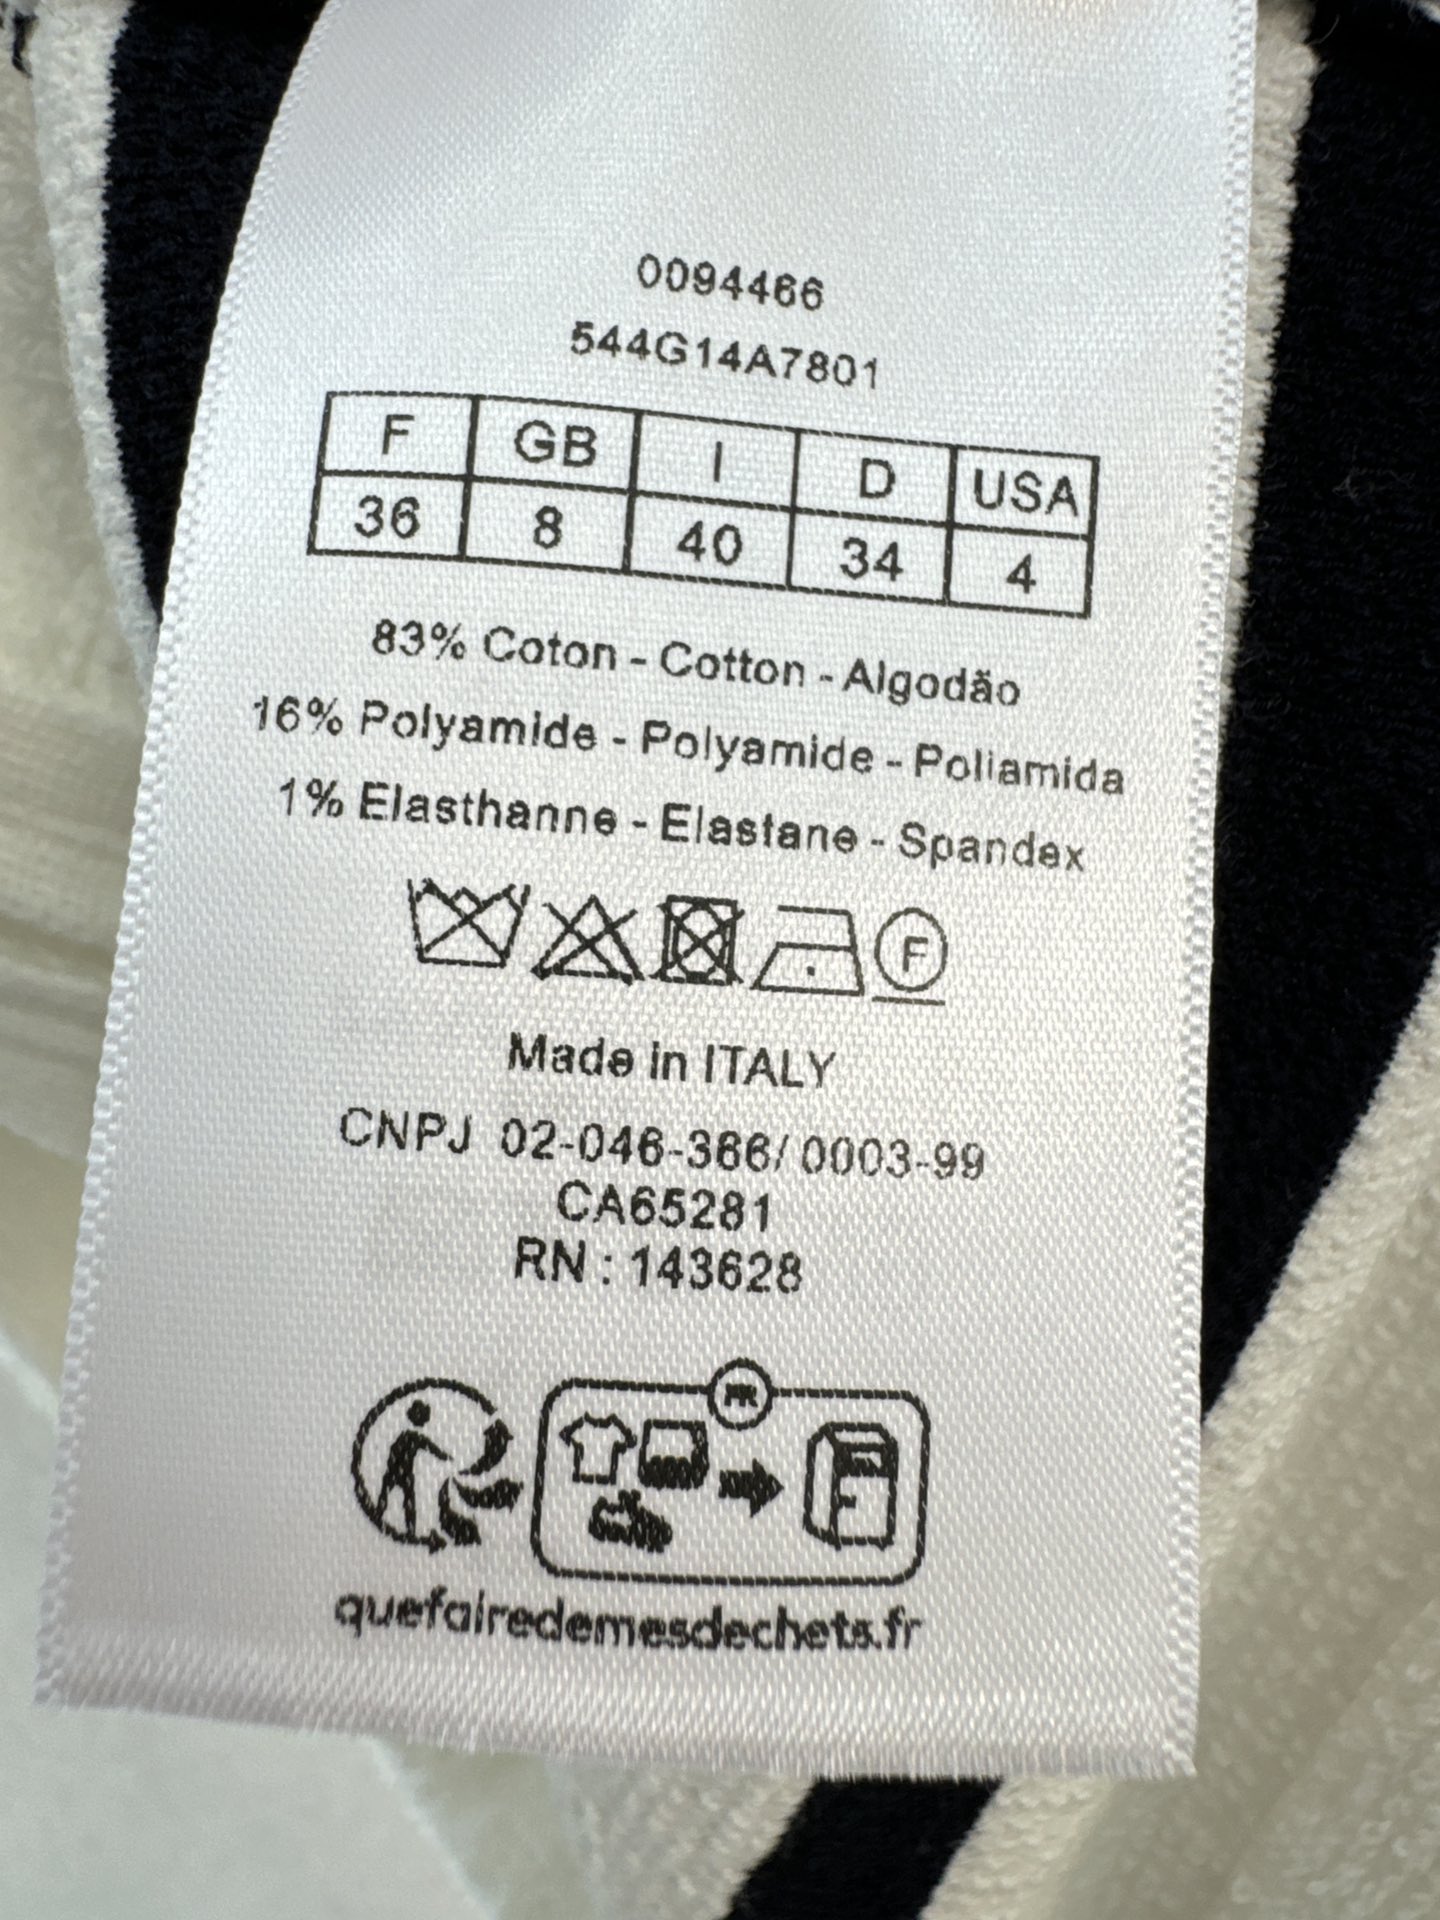 0094466
544G14A7801
F GB I D USA
36 8 40 34 4
83% Coton - Cotton - Algodão
16% Polyamide - Polyamide - Poliamida
1% Elasthanne - Elastane - Spandex
F
Made in ITALY
CNPJ 02-046-366/0003-99
CA65281
RN : 143628
FR
quefairedemesdechets.fr